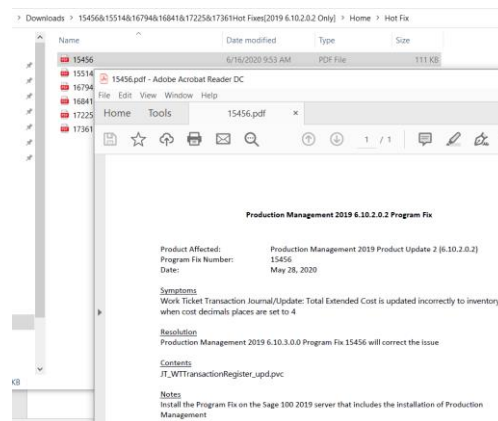 > Downloads > 15456&15514&16794&16841&17225&17361Hot Fixes[2019 6.10.2.0.2 Only] > Home > Hot Fix
Name Date modified Type Size
15456 6/16/2020 9:53 AM PDF File 111 KB
15514
16794
16841
17225
17361
15456.pdf - Adobe Acrobat Reader DC
File Edit View Window Help
Home Tools 15456.pdf ×
1 / 1
Production Management 2019 6.10.2.0.2 Program Fix
Product Affected: Production Management 2019 Product Update 2 (6.10.2.0.2)
Program Fix Number: 15456
Date: May 28, 2020
Symptoms
Work Ticket Transaction Journal/Update: Total Extended Cost is updated incorrectly to inventory
when cost decimals places are set to 4
Resolution
Production Management 2019 6.10.3.0.0 Program Fix 15456 will correct the issue
Contents
JT_WTTransactionRegister_upd.pvc
Notes
Install the Program Fix on the Sage 100 2019 server that includes the installation of Production
Management
KB